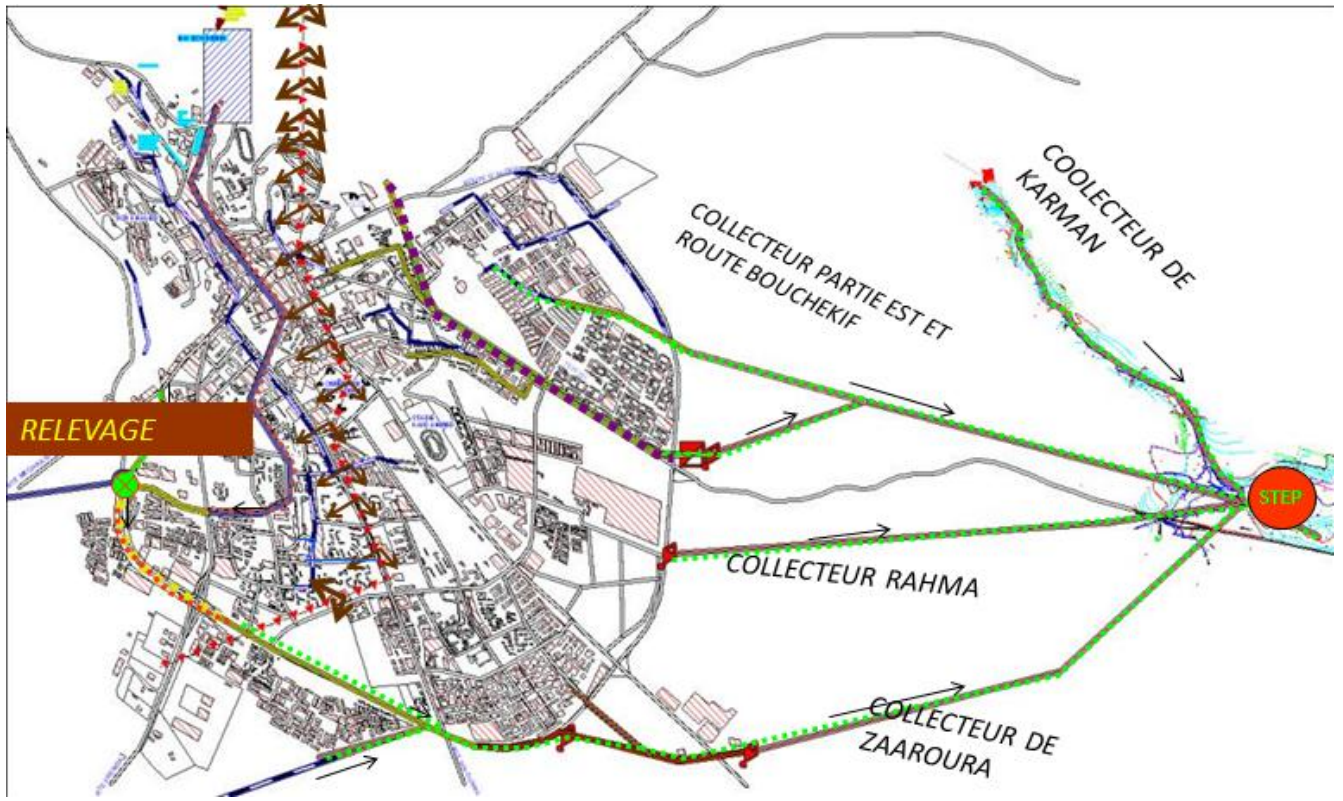 COOLECTEUR DE
KARMAN
COLLECTEUR PARTIE EST ET
ROUTE BOUCHEKIF
RELEVAGE
STEP
COLLECTEUR RAHMA
COLLECTEUR DE
ZAAROURA